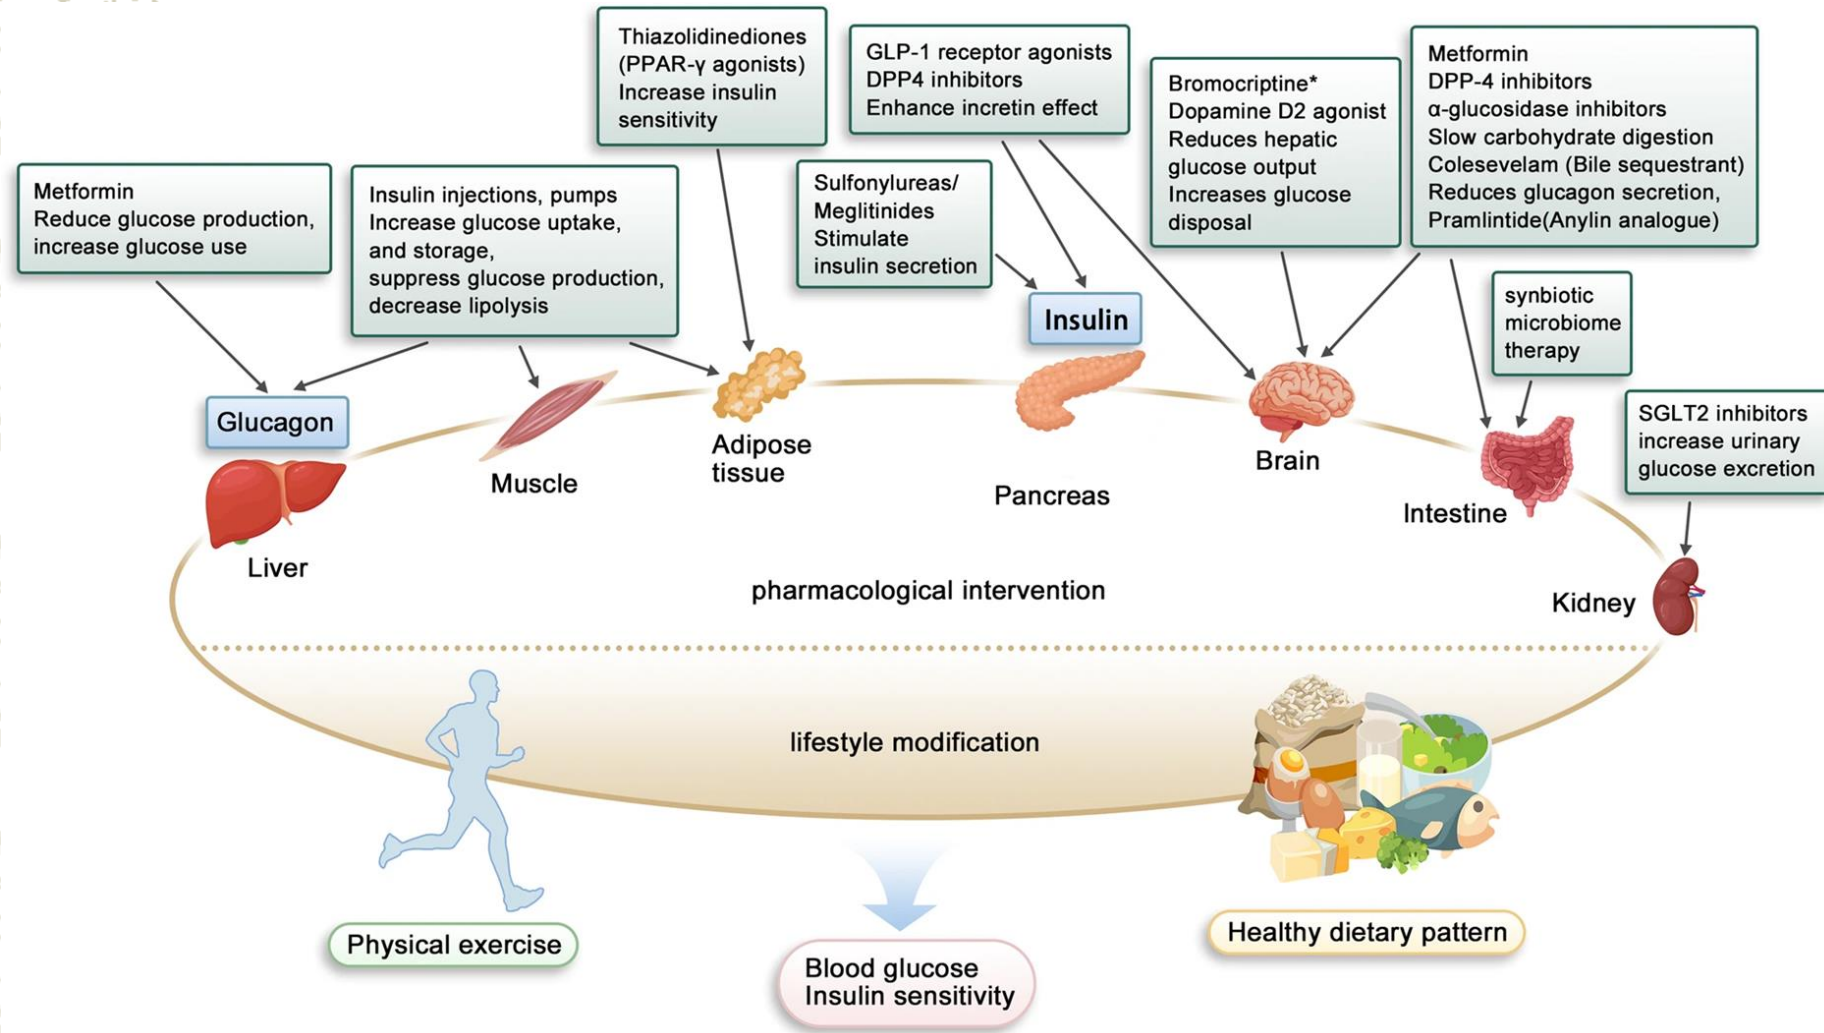 Thiazolidinediones
(PPAR-γ agonists)
Increase insulin
sensitivity
GLP-1 receptor agonists
DPP4 inhibitors
Enhance incretin effect
Bromocriptine*
Dopamine D2 agonist
Reduces hepatic
glucose output
Increases glucose
disposal
Metformin
DPP-4 inhibitors
α-glucosidase inhibitors
Slow carbohydrate digestion
Colesevelam (Bile sequestrant)
Reduces glucagon secretion,
Pramlintide(Anylin analogue)
Metformin
Reduce glucose production,
increase glucose use
Insulin injections, pumps
Increase glucose uptake,
and storage,
suppress glucose production,
decrease lipolysis
Sulfonylureas/
Meglitinides
Stimulate
insulin secretion
synbiotic
microbiome
therapy
Insulin
SGLT2 inhibitors
increase urinary
glucose excretion
Glucagon
Liver
Muscle
Adipose
tissue
Pancreas
Brain
Intestine
Kidney
pharmacological intervention
lifestyle modification
Physical exercise
Healthy dietary pattern
Blood glucose
Insulin sensitivity